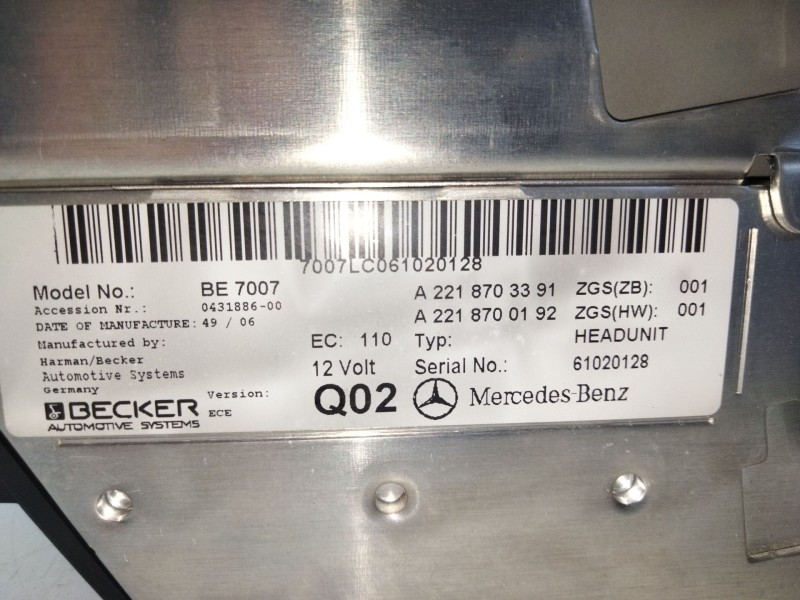 7007LC061020128
Model No.: BE 7007 A 221 870 33 91 ZGS(ZB): 001
Accession Nr.: 0431886-00 A 221 870 01 92 ZGS(HW): 001
DATE OF MANUFACTURE: 49 / 06
Manufactured by: EC: 110 Typ: HEADUNIT
Harman/Becker 12 Volt Serial No.: 61020128
Automotive Systems
Germany Version: Q02 Mercedes-Benz
BECKER ECE
AUTOMOTIVE SYSTEMS